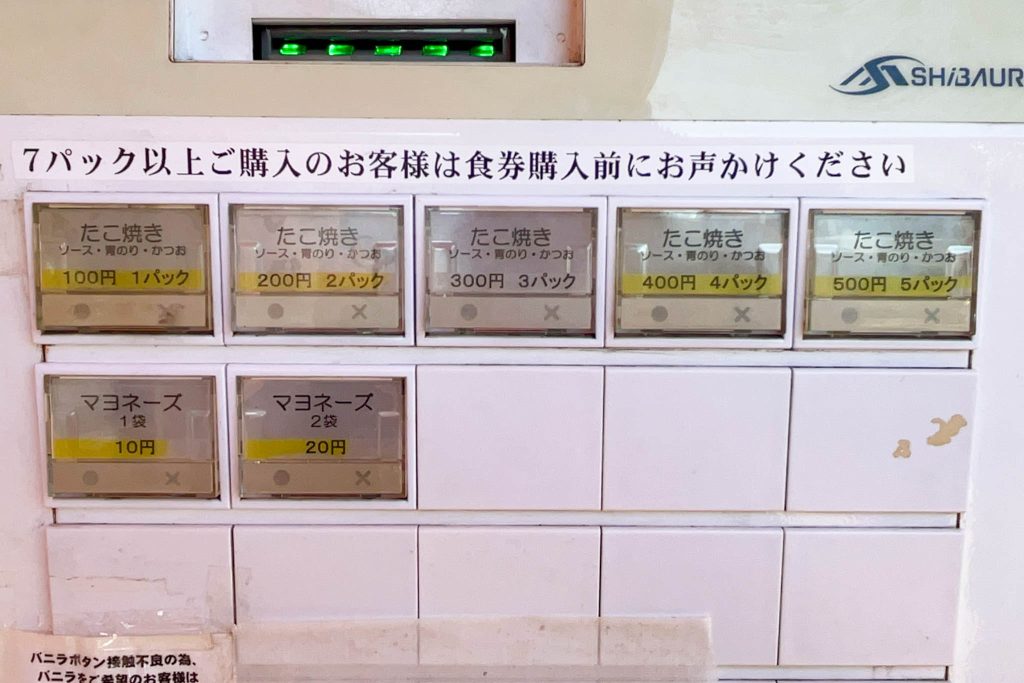 SHiBAUR
7パック以上ご購入のお客様は食券購入前にお声かけください
たこ焼き
ソース・青のり・かつお
100円 1パック
たこ焼き
ソース・青のり・かつお
200円 2パック
たこ焼き
ソース・青のり・かつお
300円 3パック
たこ焼き
ソース・青のり・かつお
400円 4パック
たこ焼き
ソース・青のり・かつお
500円 5パック
マヨネーズ
1袋
10円
マヨネーズ
2袋
20円
バニラボタン接触不良の為、
バニラをご希望のお客様は